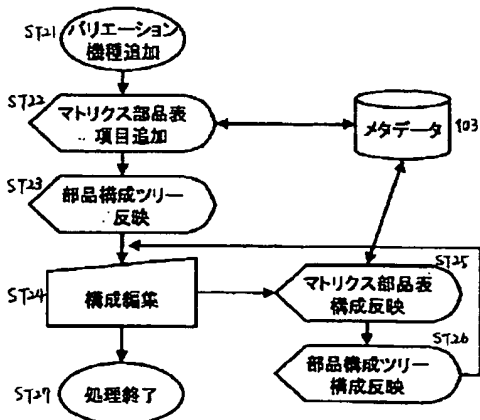 ST21
バリエーション
機種追加
ST22
マトリクス部品表
項目追加
メタデータ
103
ST23
部品構成ツリー
反映
ST24
構成編集
ST25
マトリクス部品表
構成反映
ST26
部品構成ツリー
構成反映
ST27
処理終了